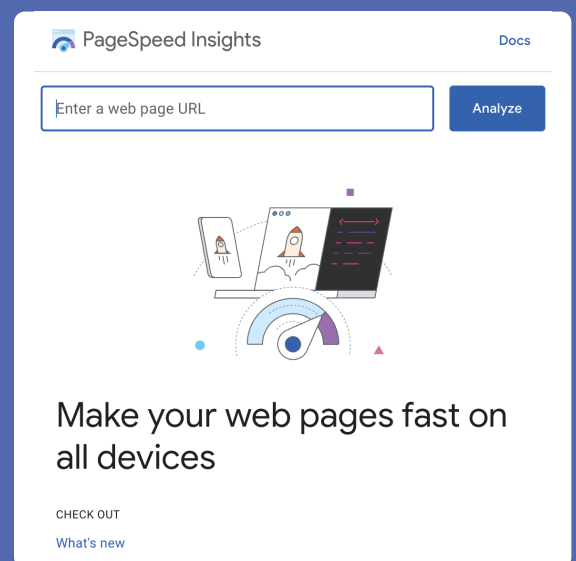 PageSpeed Insights
Docs
Enter a web page URL
Analyze
Make your web pages fast on
all devices
CHECK OUT
What's new